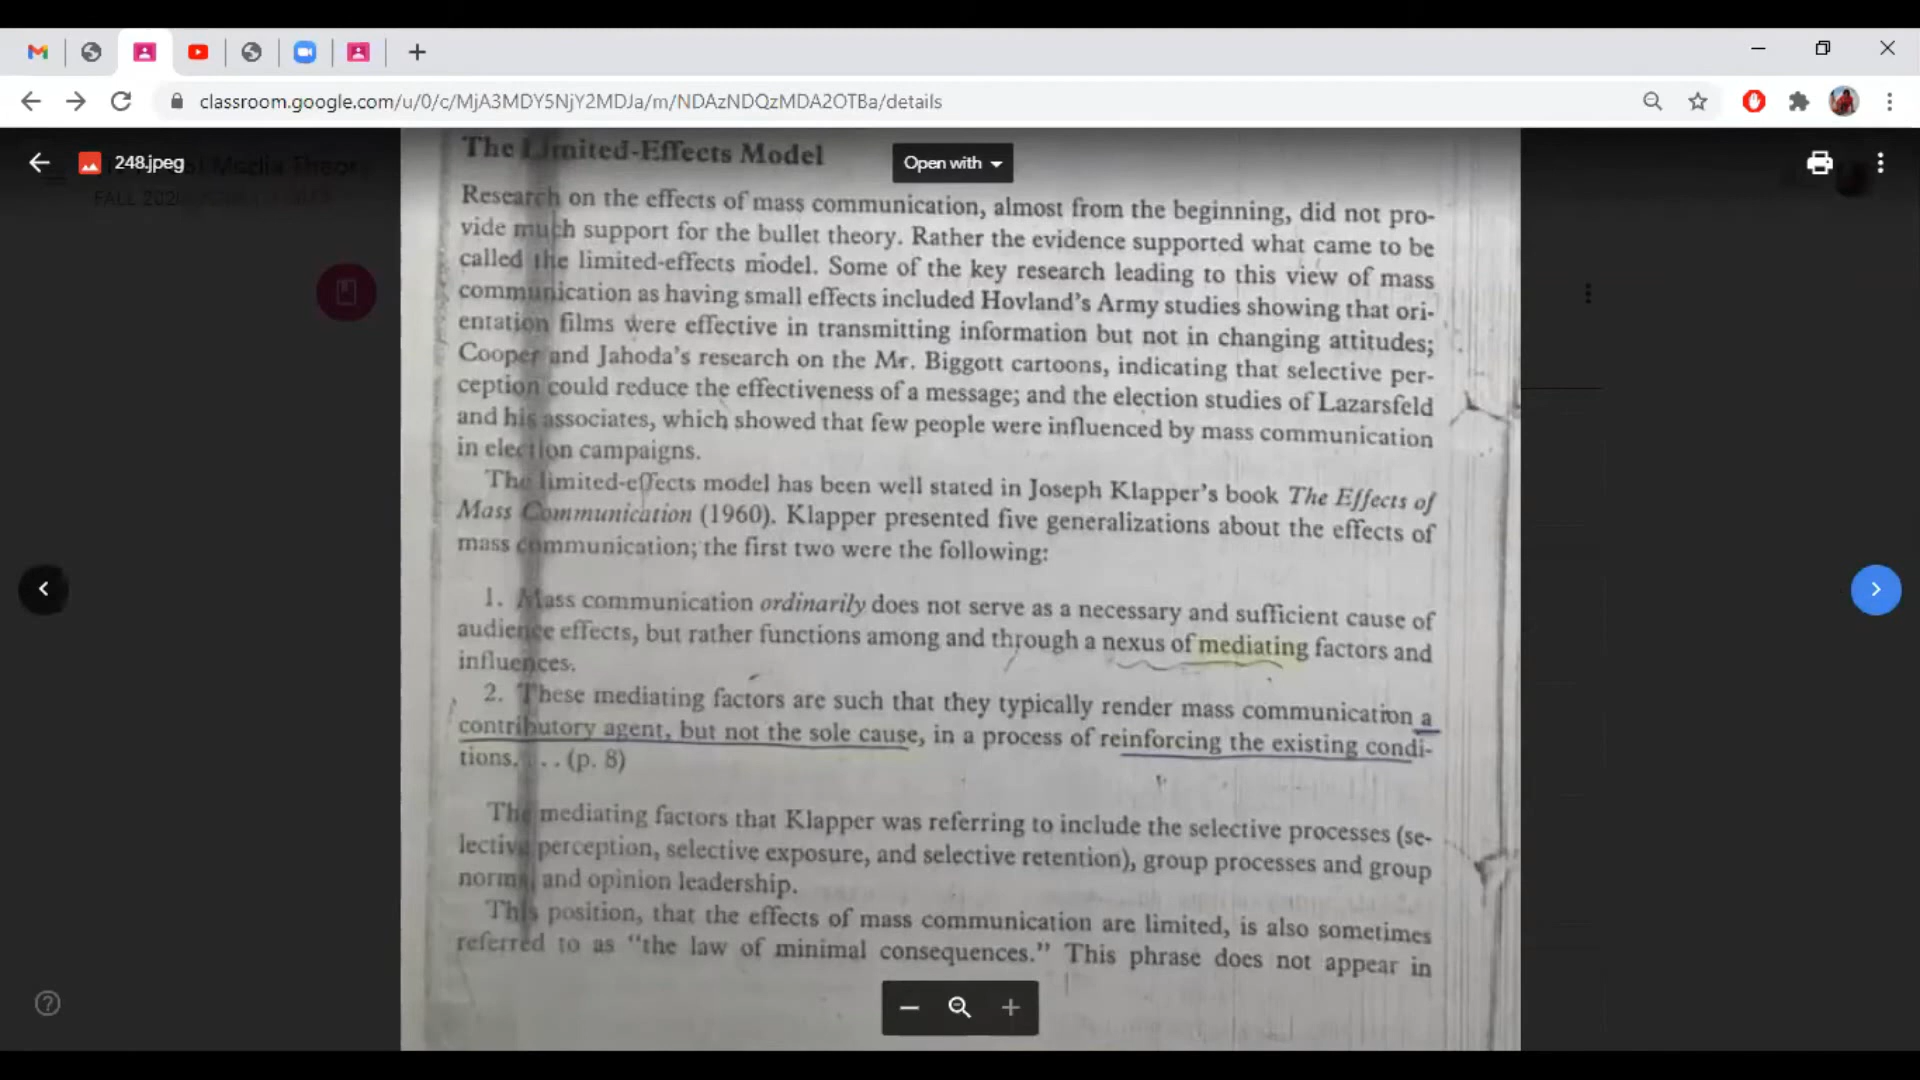 classroom.google.com/u/0/c/MjA3MDY5NjY2MDJa/m/NDAzNDQzMDA2OTBa/details
248.jpeg
Open with
Media Theory
FALL 202
The Limited-Effects Model
Research on the effects of mass communication, almost from the beginning, did not pro-
vide much support for the bullet theory. Rather the evidence supported what came to be
called the limited-effects model. Some of the key research leading to this view of mass
communication as having small effects included Hovland's Army studies showing that ori-
entation films were effective in transmitting information but not in changing attitudes;
Cooper and Jahoda's research on the Mr. Biggott cartoons, indicating that selective per-
ception could reduce the effectiveness of a message; and the election studies of Lazarsfeld
and his associates, which showed that few people were influenced by mass communication
in election campaigns.
The limited-effects model has been well stated in Joseph Klapper's book The Effects of
Mass Communication (1960). Klapper presented five generalizations about the effects of
mass communication; the first two were the following:
1. Mass communication ordinarily does not serve as a necessary and sufficient cause of
audience effects, but rather functions among and through a nexus of mediating factors and
influences.
2. These mediating factors are such that they typically render mass communication a
contributory agent, but not the sole cause, in a process of reinforcing the existing condi-
tions. . . . (p. 8)
The mediating factors that Klapper was referring to include the selective processes (se-
lective perception, selective exposure, and selective retention), group processes and group
norms, and opinion leadership.
This position, that the effects of mass communication are limited, is also sometimes
referred to as "the law of minimal consequences." This phrase does not appear in